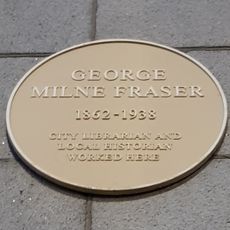 GEORGE
MILNE FRASER
1862-1938
CITY LIBRARIAN AND
LOCAL HISTORIAN
WORKED HERE